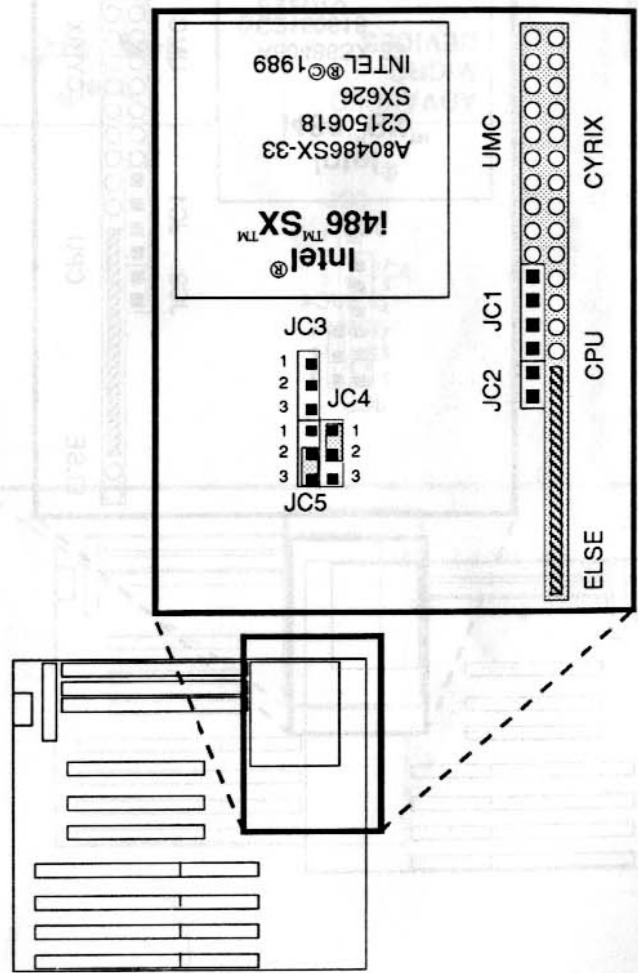 Intel®
i486™SX™
A80486SX-33
C2150618
SX626
INTEL®©1989
UMC
CYRIX
JC1
JC2
CPU
ELSE
JC3
1
2
3
JC4
1
2
3
1
2
3
JC5